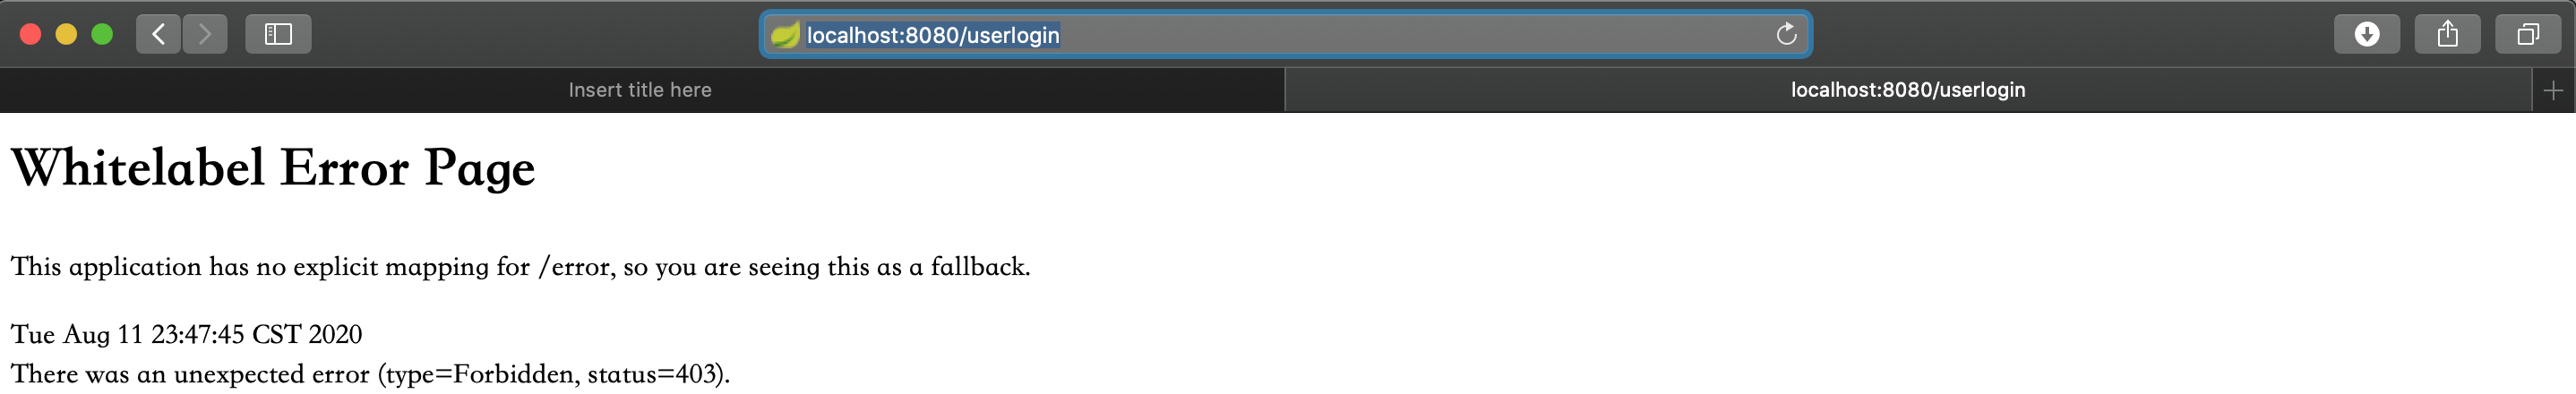 localhost:8080/userlogin
Insert title here
localhost:8080/userlogin
Whitelabel Error Page
This application has no explicit mapping for /error, so you are seeing this as a fallback.
Tue Aug 11 23:47:45 CST 2020
There was an unexpected error (type=Forbidden, status=403).